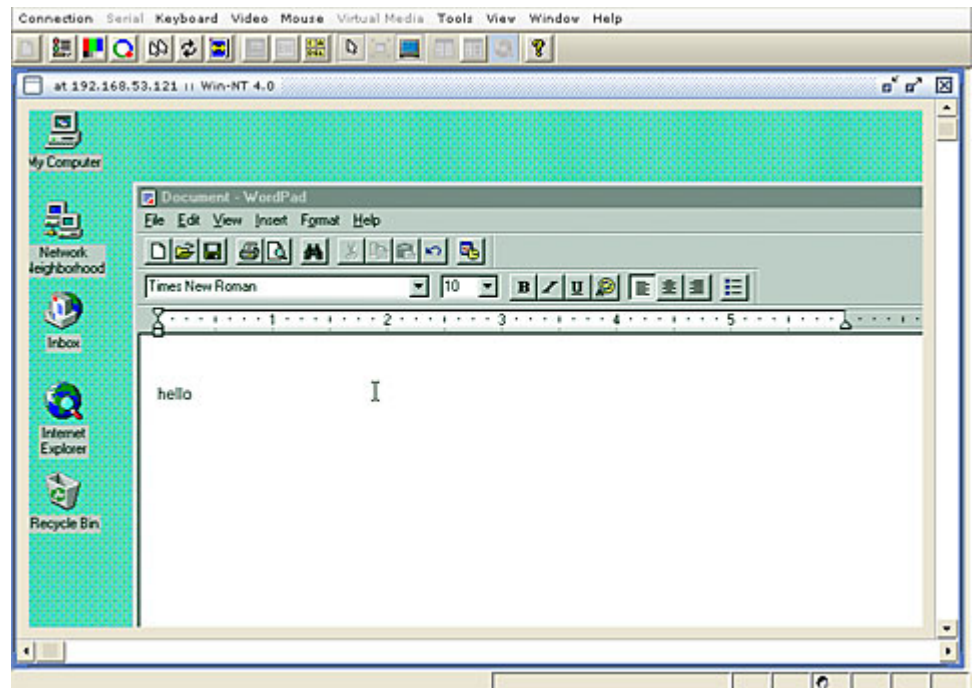 Connection Serial Keyboard Video Mouse Virtual Media Tools View Window Help
at 192.168.53.121 :: Win-NT 4.0
My Computer
Document - WordPad
File Edit View Insert Format Help
Network
Neighborhood
Times New Roman 10 B I U
1 2 3 4 5
Inbox
hello
Internet
Explorer
Recycle Bin